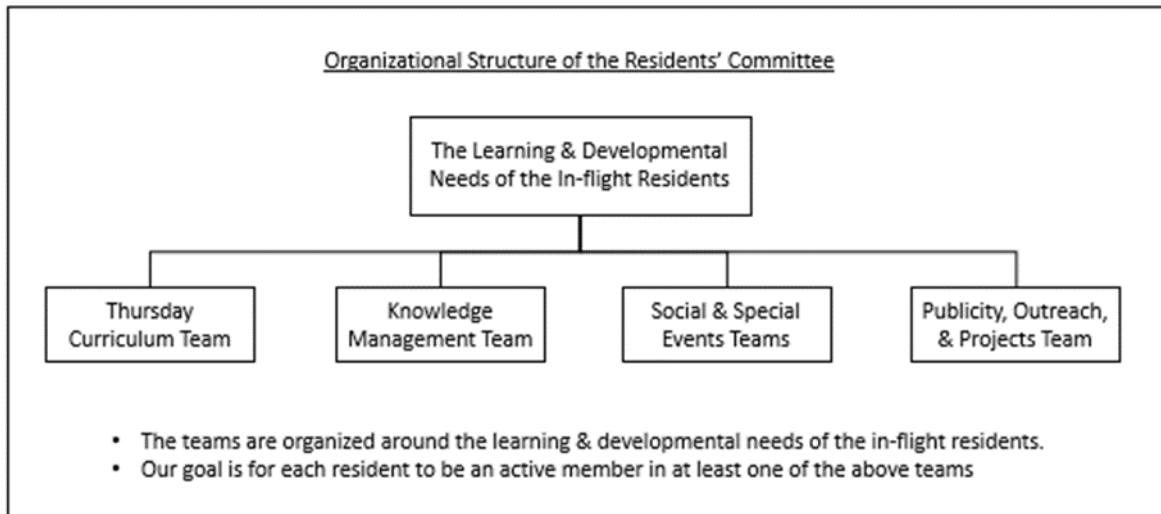 Organizational Structure of the Residents' Committee
The Learning & Developmental
Needs of the In-flight Residents
Thursday
Curriculum Team
Knowledge
Management Team
Social & Special
Events Teams
Publicity, Outreach,
& Projects Team
• The teams are organized around the learning & developmental needs of the in-flight residents.
• Our goal is for each resident to be an active member in at least one of the above teams